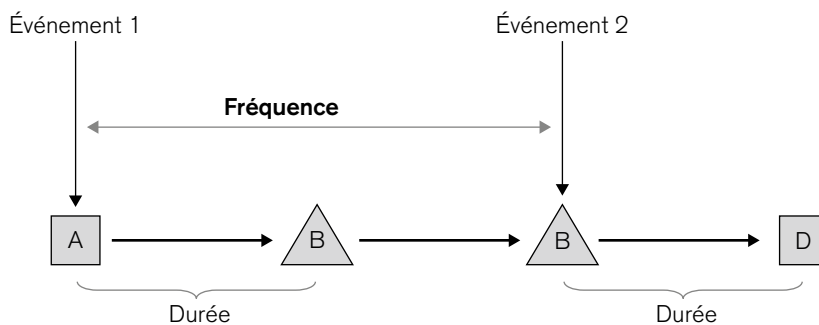 Événement 1
Événement 2
Fréquence
A
B
B
D
Durée
Durée